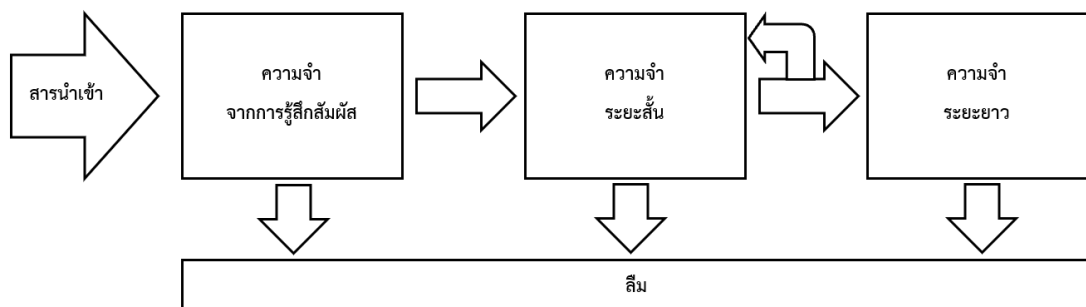 สารนำเข้า
ความจำ
จากการรู้สึกสัมผัส
ความจำ
ระยะสั้น
ความจำ
ระยะยาว
ลืม